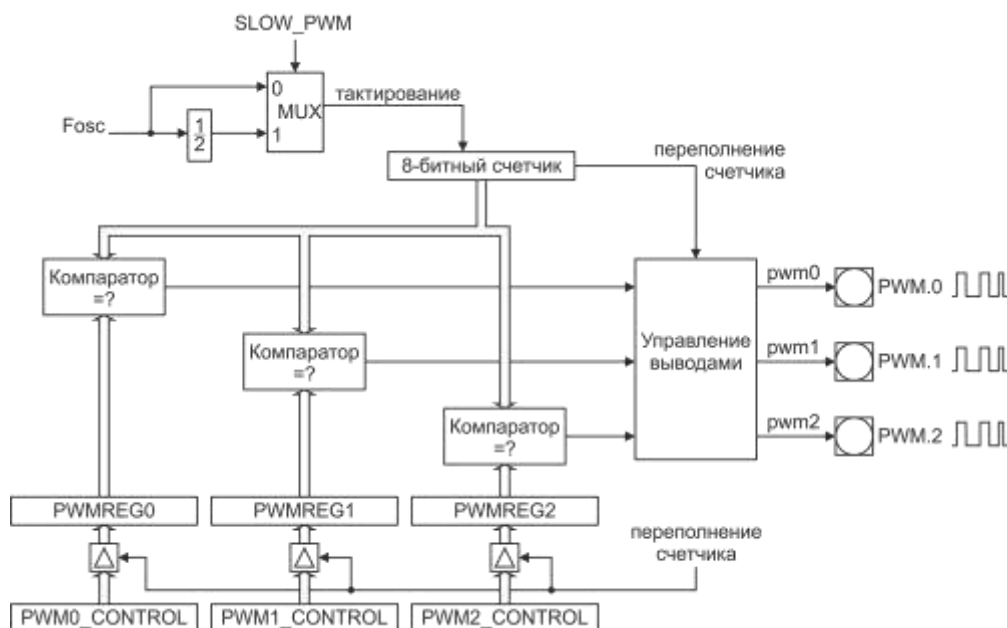 SLOW_PWM
0
MUX
1
Fosc
1
2
тактирование
8-битный счетчик
переполнение
счетчика
Компаратор
=?
Компаратор
=?
Компаратор
=?
Управление
выводами
pwm0
PWM.0
pwm1
PWM.1
pwm2
PWM.2
PWMREG0
PWMREG1
PWMREG2
переполнение
счетчика
PWM0_CONTROL
PWM1_CONTROL
PWM2_CONTROL